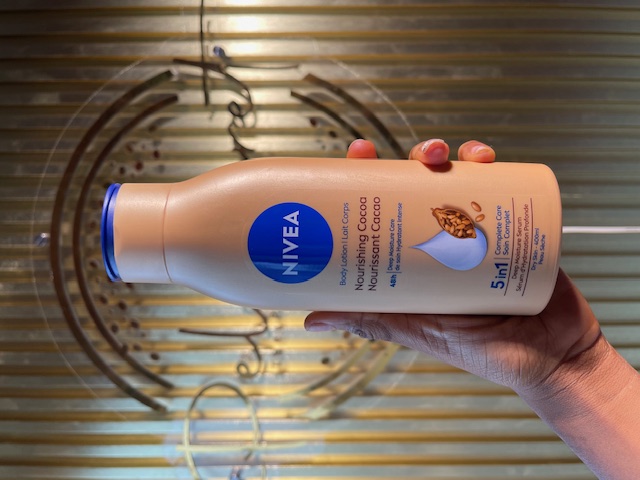 NIVEA
Body Lotion | Lait Corps
Nourishing Cocoa
Nourissant Cacao
48h | Deep Moisture Care
de soin Hydratant Intense
5 in 1 | Complete Care
Soin Complet
Deep Moisture Serum
Sérum d'Hydratation Profonde
Dry Skin - 400ml
Peau Sèche